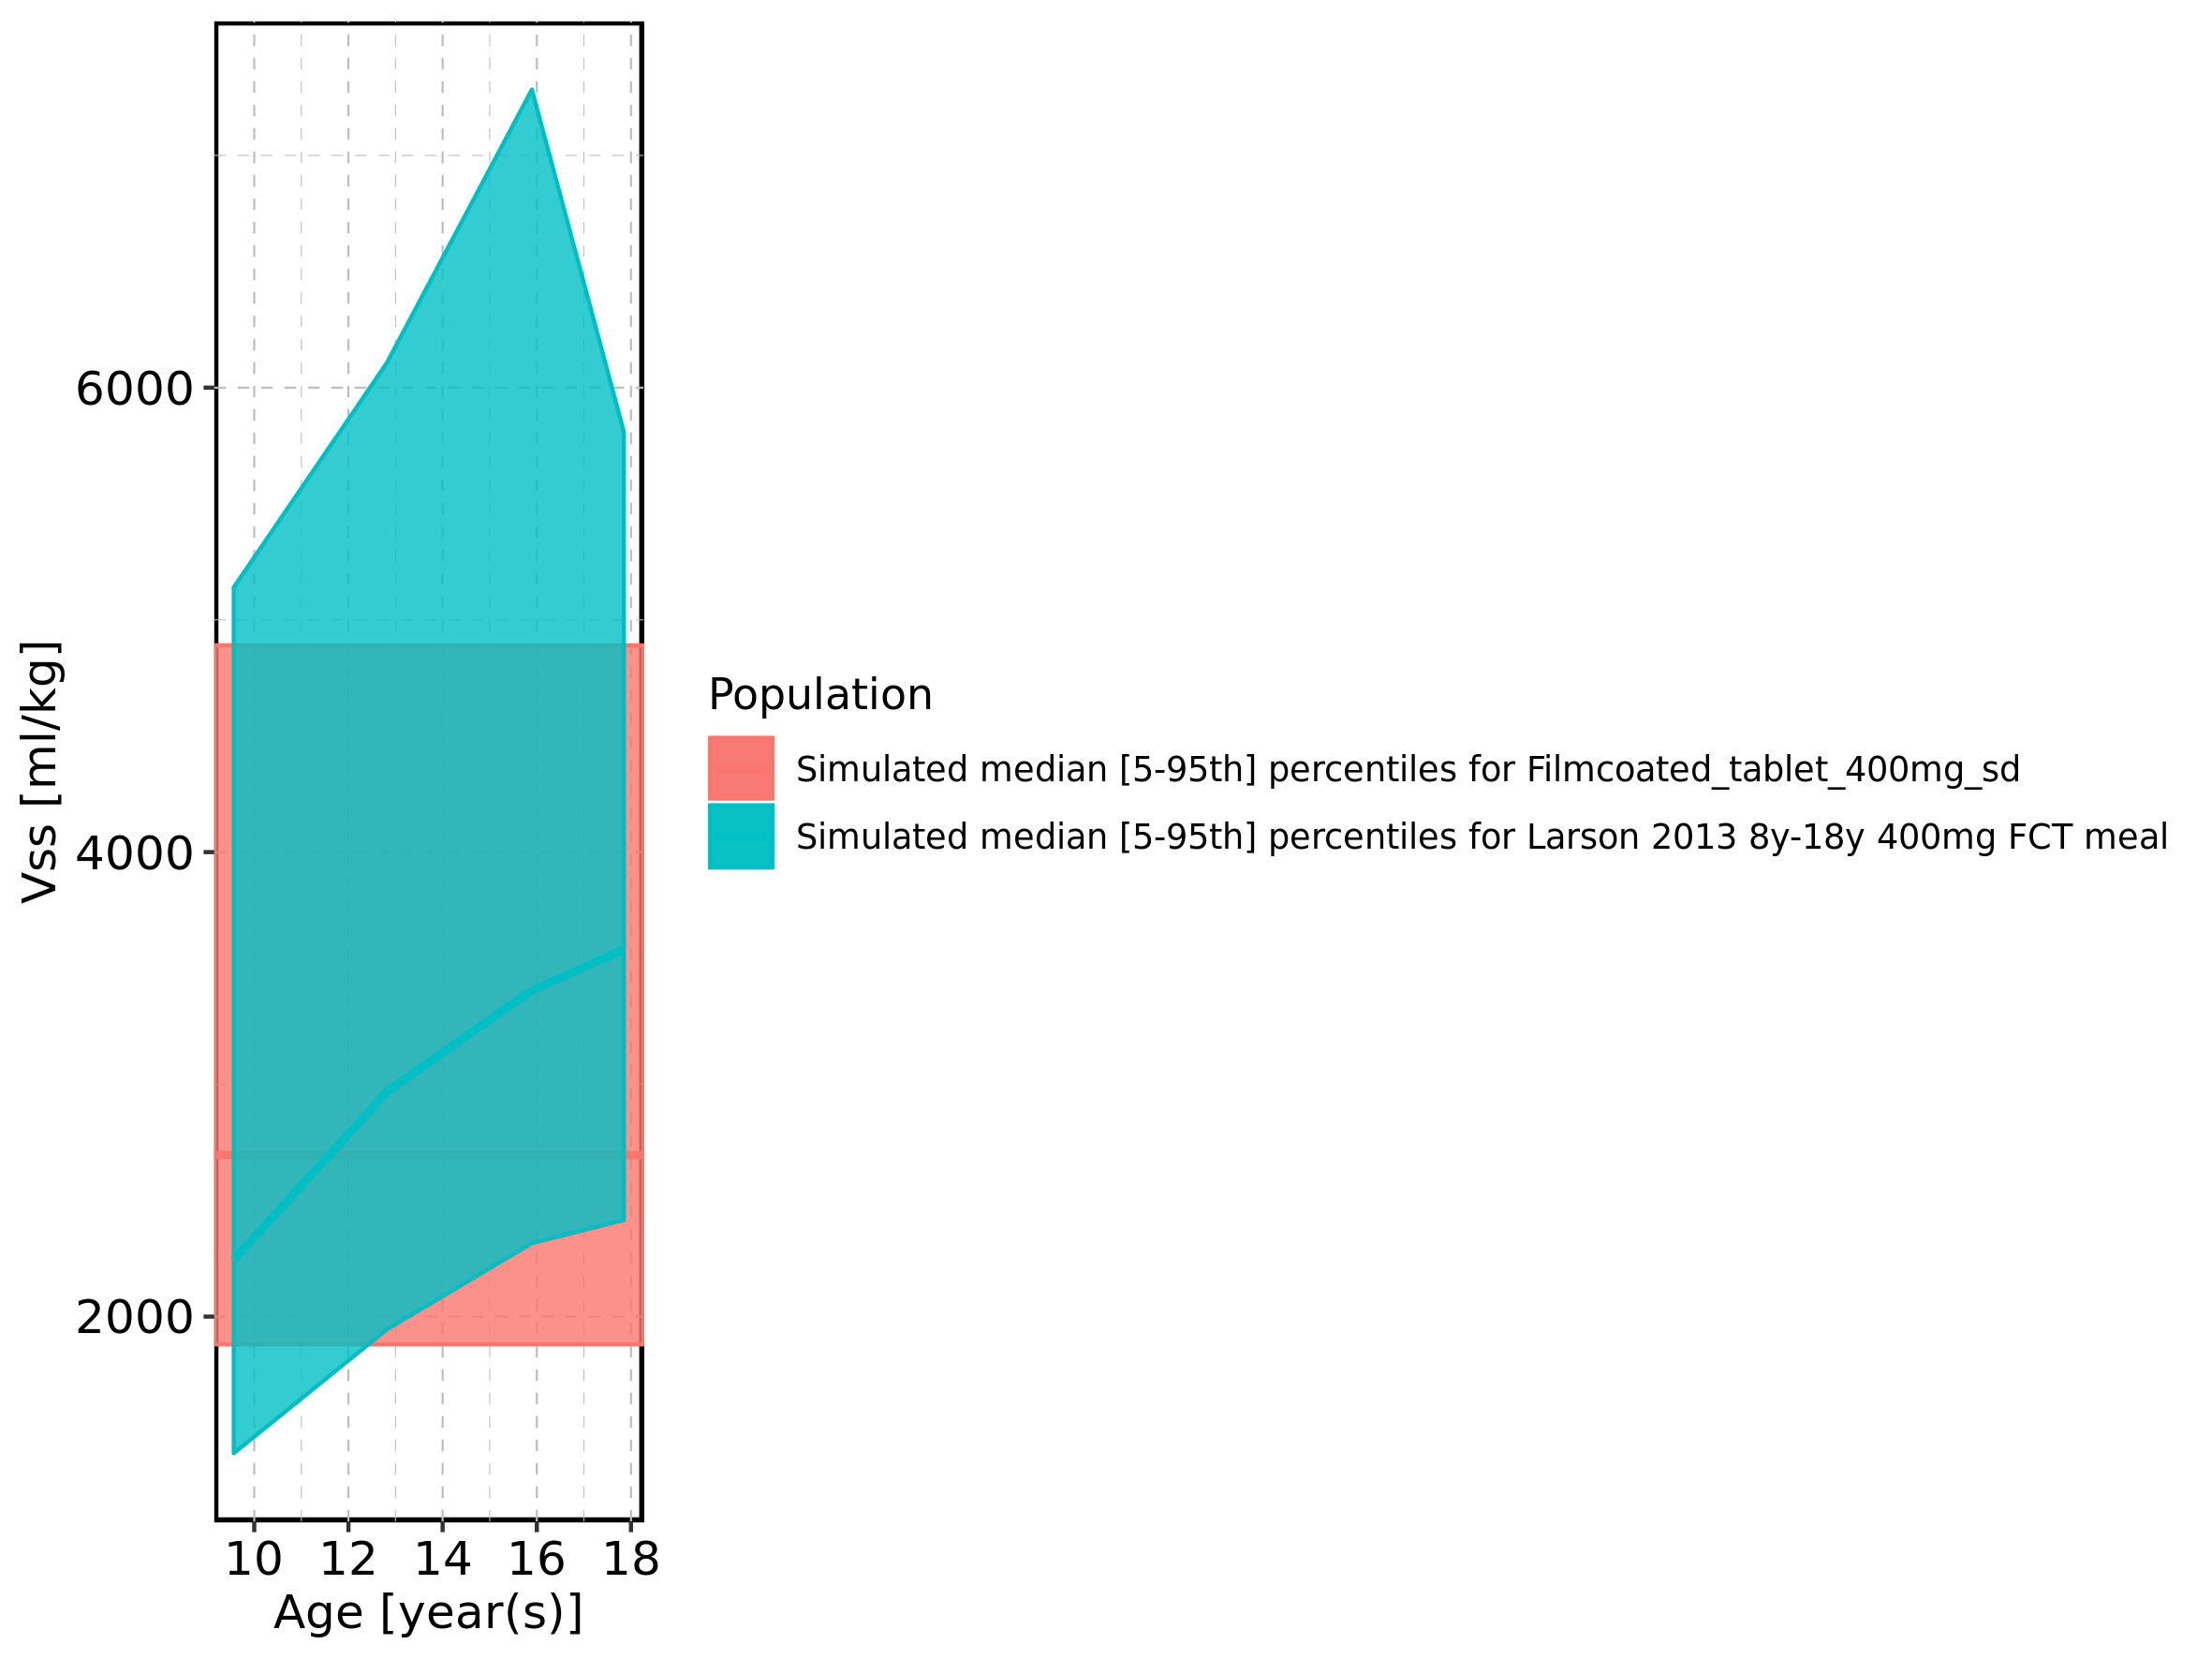 Vss [ml/kg]
6000
4000
2000
10 12 14 16 18
Age [year(s)]
Population
Simulated median [5-95th] percentiles for Filmcoated_tablet_400mg_sd
Simulated median [5-95th] percentiles for Larson 2013 8y-18y 400mg FCT meal